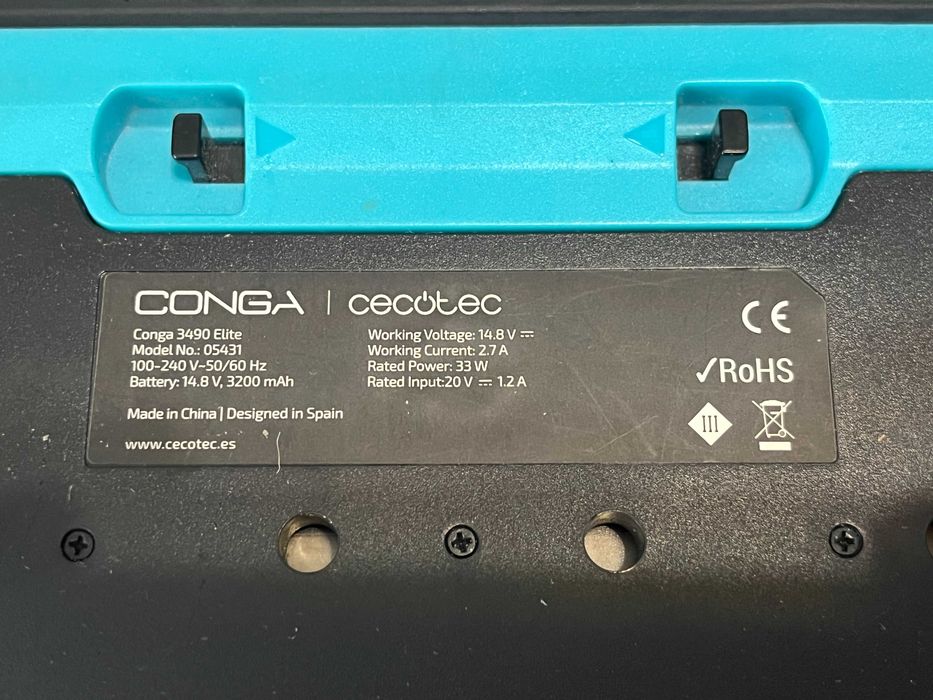 CONGA | cecotec
Conga 3490 Elite
Model No.: 05431
100-240 V~50/60 Hz
Battery: 14.8 V, 3200 mAh
Working Voltage: 14.8 V ⎓
Working Current: 2.7 A
Rated Power: 33 W
Rated Input:20 V ⎓ 1.2 A
Made in China | Designed in Spain
www.cecotec.es
CE
✓RoHS
III